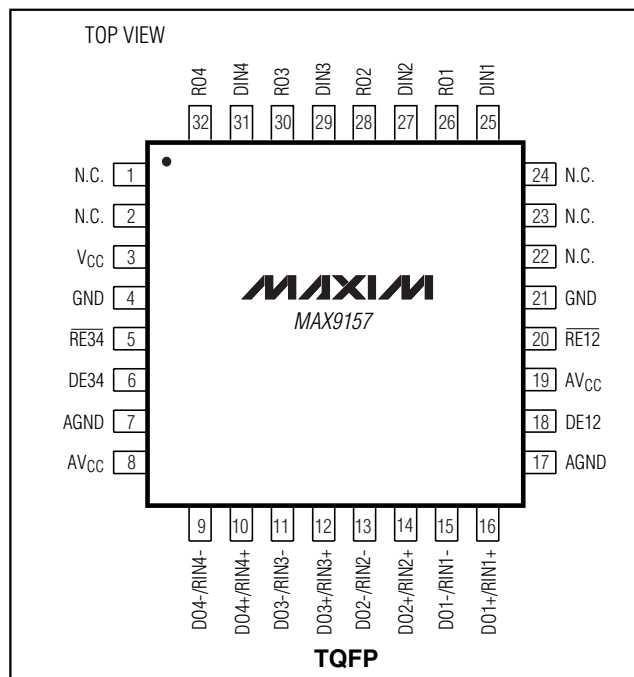 TOP VIEW
RO4
DIN4
RO3
DIN3
RO2
DIN2
RO1
DIN1
32
31
30
29
28
27
26
25
N.C. 1
N.C. 2
VCC 3
GND 4
RE34 5
DE34 6
AGND 7
AVCC 8
MAXIM
MAX9157
24 N.C.
23 N.C.
22 N.C.
21 GND
20 RE12
19 AVCC
18 DE12
17 AGND
9
10
11
12
13
14
15
16
DO4-/RIN4-
DO4+/RIN4+
DO3-/RIN3-
DO3+/RIN3+
DO2-/RIN2-
DO2+/RIN2+
DO1-/RIN1-
DO1+/RIN1+
TQFP